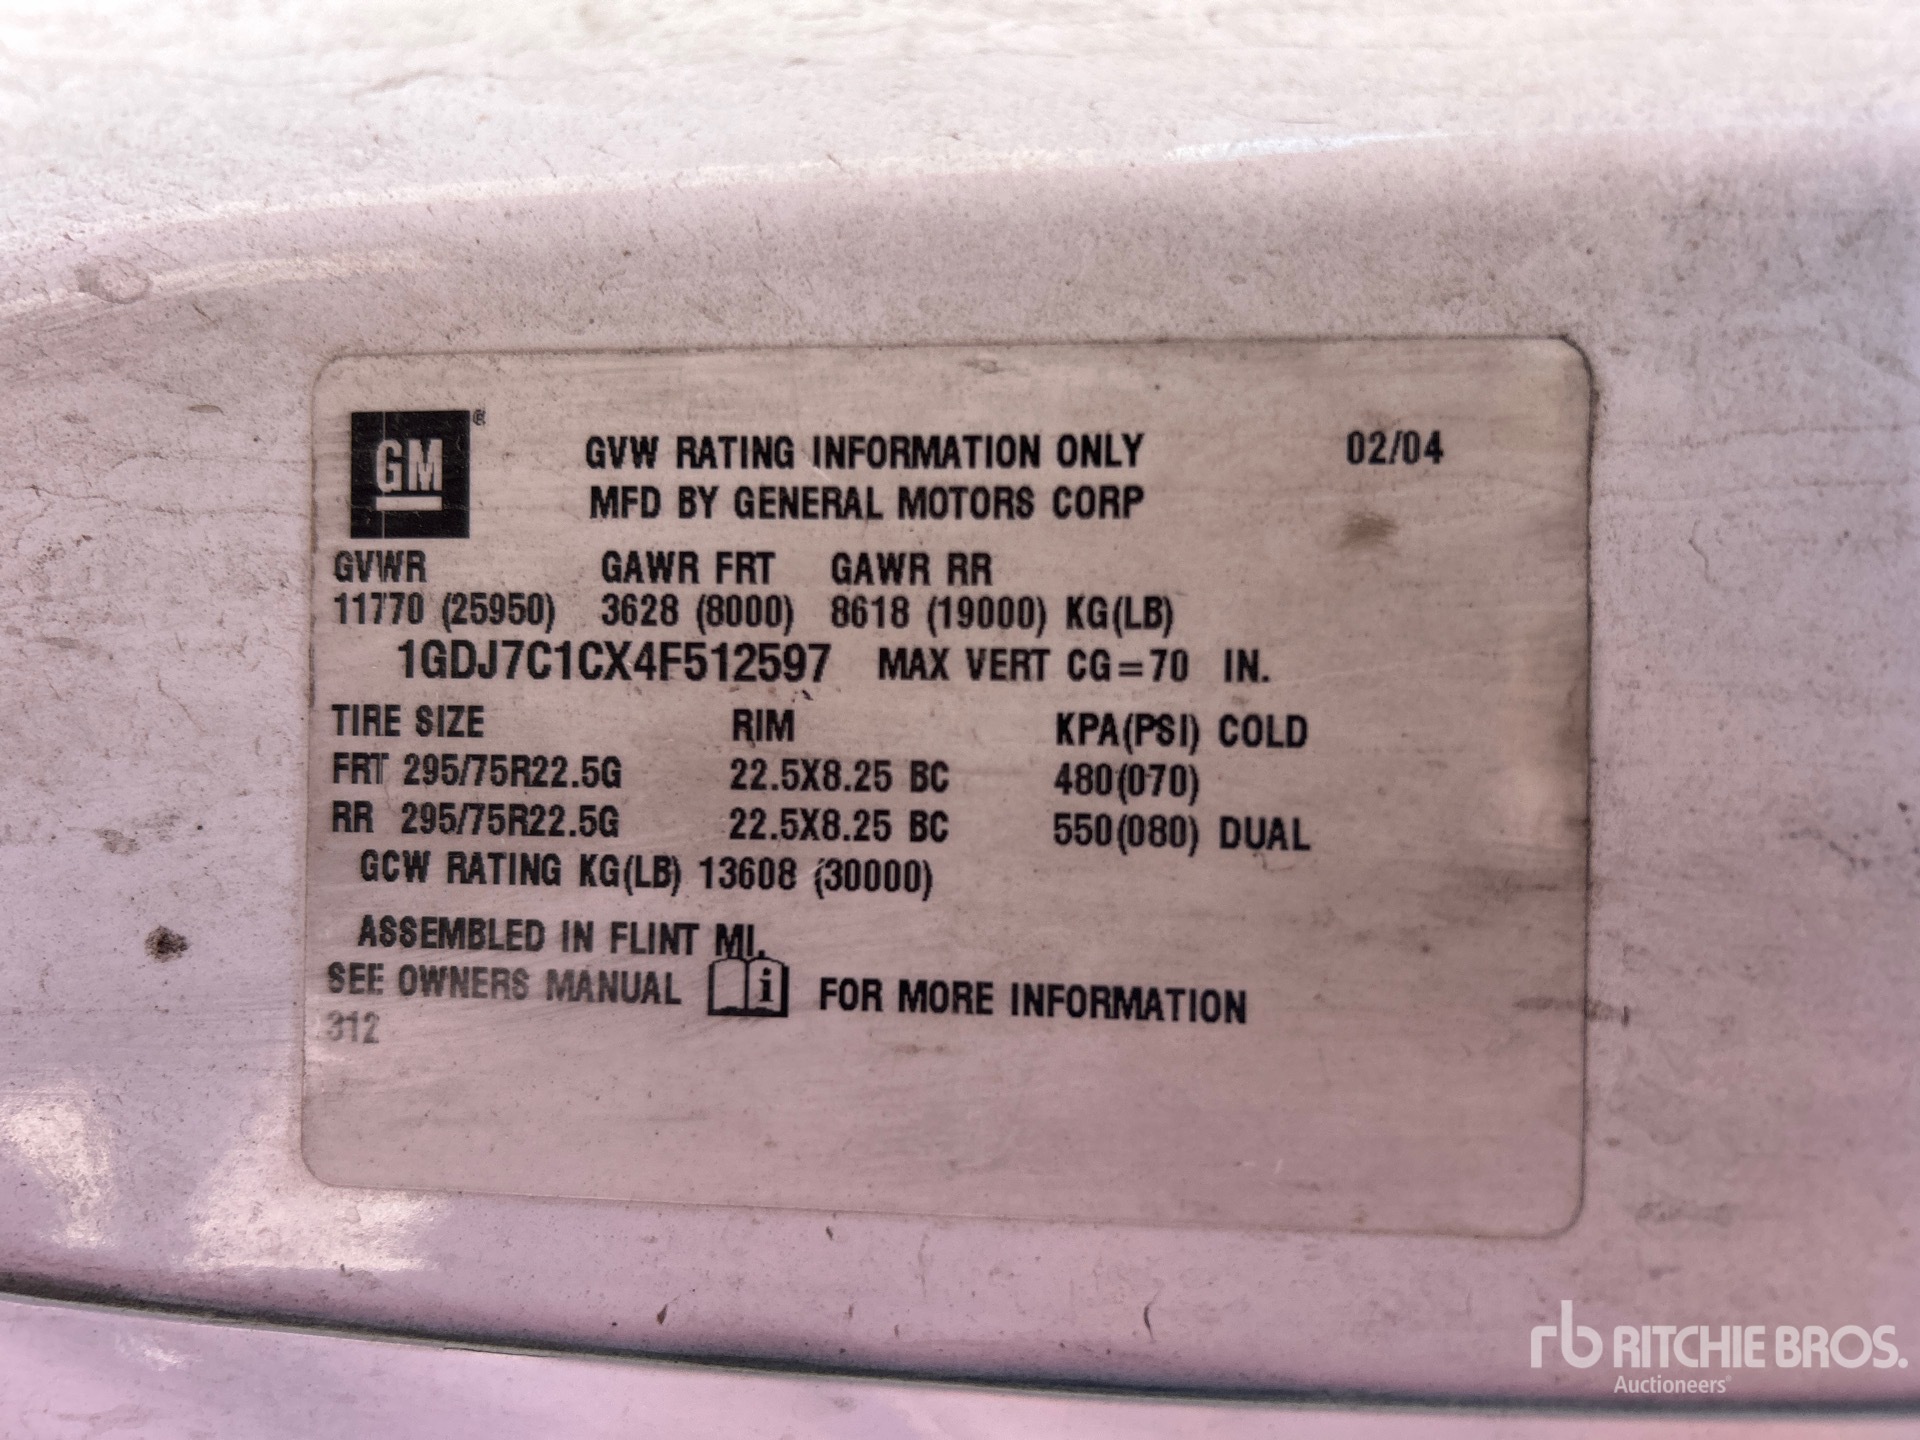 GM®
GVW RATING INFORMATION ONLY 02/04
MFD BY GENERAL MOTORS CORP
GVWR GAWR FRT GAWR RR
11770 (25950) 3628 (8000) 8618 (19000) KG(LB)
1GDJ7C1CX4F512597 MAX VERT CG=70 IN.
TIRE SIZE RIM KPA(PSI) COLD
FRT 295/75R22.5G 22.5X8.25 BC 480(070)
RR 295/75R22.5G 22.5X8.25 BC 550(080) DUAL
GCW RATING KG(LB) 13608 (30000)
ASSEMBLED IN FLINT MI.
SEE OWNERS MANUAL i FOR MORE INFORMATION
312
rb RITCHIE BROS.
Auctioneers